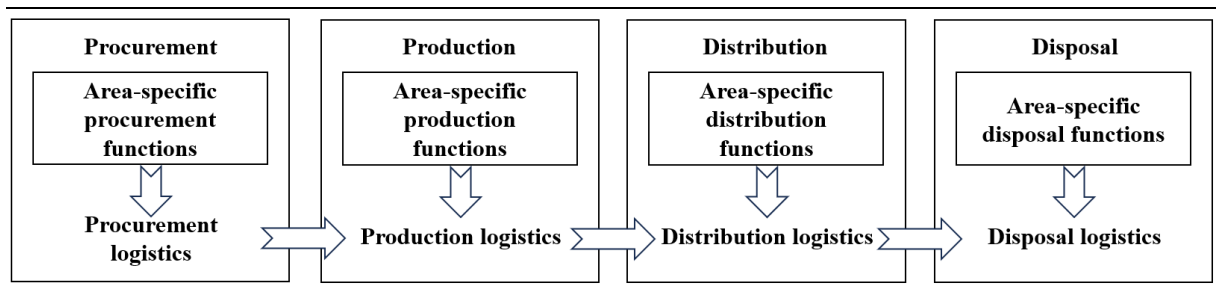 Procurement
Area-specific
procurement
functions
Procurement
logistics
Production
Area-specific
production
functions
Production logistics
Distribution
Area-specific
distribution
functions
Distribution logistics
Disposal
Area-specific
disposal functions
Disposal logistics